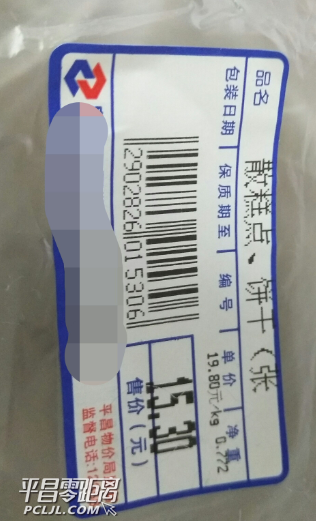 品名
散糕点、饼干(张
包装日期 保质期至 编号 单价 净重
19.80元/kg 0.772
2902826015306
15.30
售价(元)
平昌物价局
监督电话:1
平昌零距离
PCLJL.COM